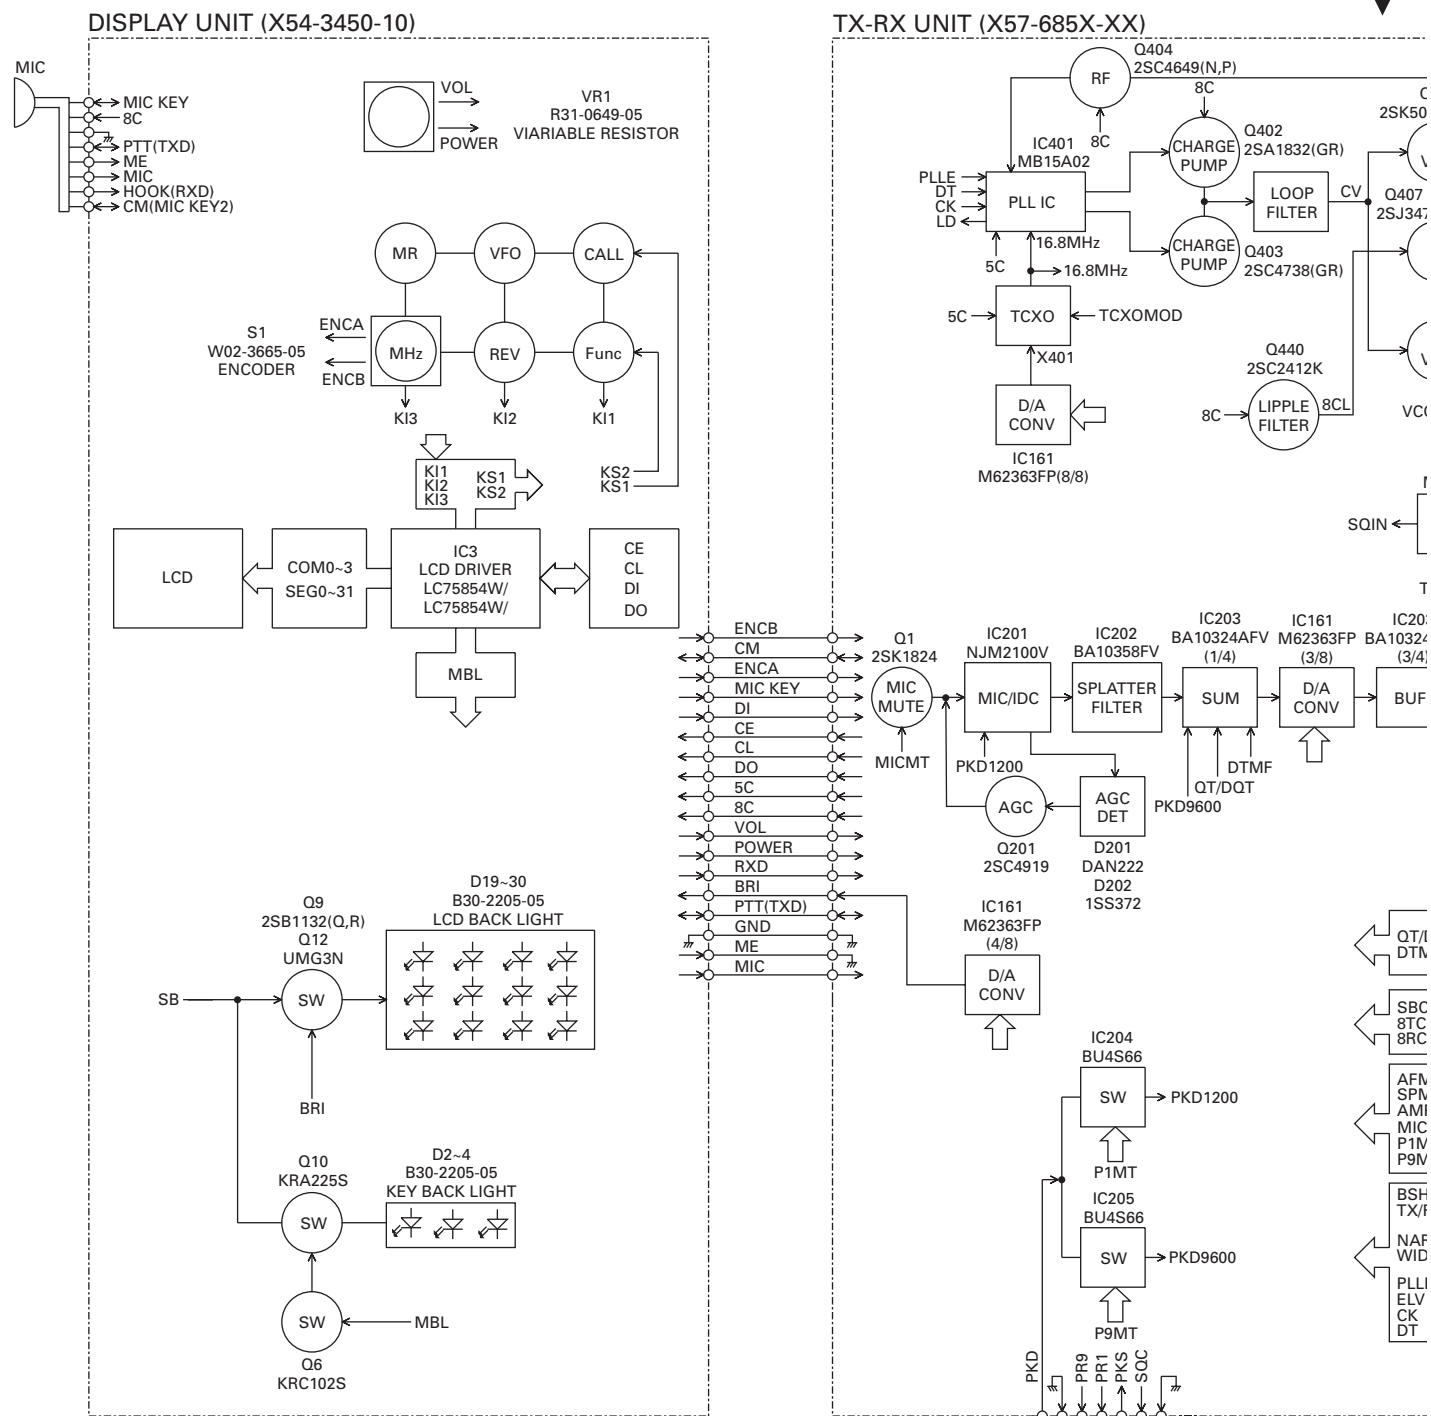 DISPLAY UNIT (X54-3450-10)
MIC
MIC KEY
8C
PTT(TXD)
ME
MIC
HOOK(RXD)
CM(MIC KEY2)
VOL
POWER
VR1
R31-0649-05
VIARIABLE RESISTOR
MR
VFO
CALL
S1
W02-3665-05
ENCODER
ENCA
ENCB
MHz
REV
Func
KI3
KI2
KI1
KI1
KI2
KI3
KS1
KS2
KS2
KS1
LCD
COM0~3
SEG0~31
IC3
LCD DRIVER
LC75854W/
LC75854W/
CE
CL
DI
DO
MBL
D19~30
B30-2205-05
LCD BACK LIGHT
Q9
2SB1132(Q,R)
Q12
UMG3N
SB
SW
BRI
Q10
KRA225S
SW
D2~4
B30-2205-05
KEY BACK LIGHT
SW
MBL
Q6
KRC102S
ENCB
CM
ENCA
MIC KEY
DI
CE
CL
DO
5C
8C
VOL
POWER
RXD
BRI
PTT(TXD)
GND
ME
MIC
TX-RX UNIT (X57-685X-XX)
RF
Q404
2SC4649(N,P)
8C
8C
IC401
MB15A02
PLLE
DT
CK
LD
PLL IC
5C
16.8MHz
16.8MHz
CHARGE
PUMP
Q402
2SA1832(GR)
CHARGE
PUMP
Q403
2SC4738(GR)
LOOP
FILTER
CV
2SK50
Q407
2SJ347
5C
TCXO
TCXOMOD
X401
D/A
CONV
IC161
M62363FP(8/8)
Q440
2SC2412K
8C
LIPPLE
FILTER
8CL
SQIN
Q1
2SK1824
MIC
MUTE
MICMT
IC201
NJM2100V
MIC/IDC
PKD1200
IC202
BA10358FV
SPLATTER
FILTER
IC203
BA10324AFV
(1/4)
SUM
DTMF
QT/DQT
PKD9600
IC161
M62363FP
(3/8)
D/A
CONV
BA10324
(3/4)
BUF
AGC
Q201
2SC4919
AGC
DET
D201
DAN222
D202
1SS372
IC161
M62363FP
(4/8)
D/A
CONV
IC204
BU4S66
SW
PKD1200
P1MT
IC205
BU4S66
SW
PKD9600
P9MT
PKD
PR9
PR1
PKS
SQC
ELV
CK
DT